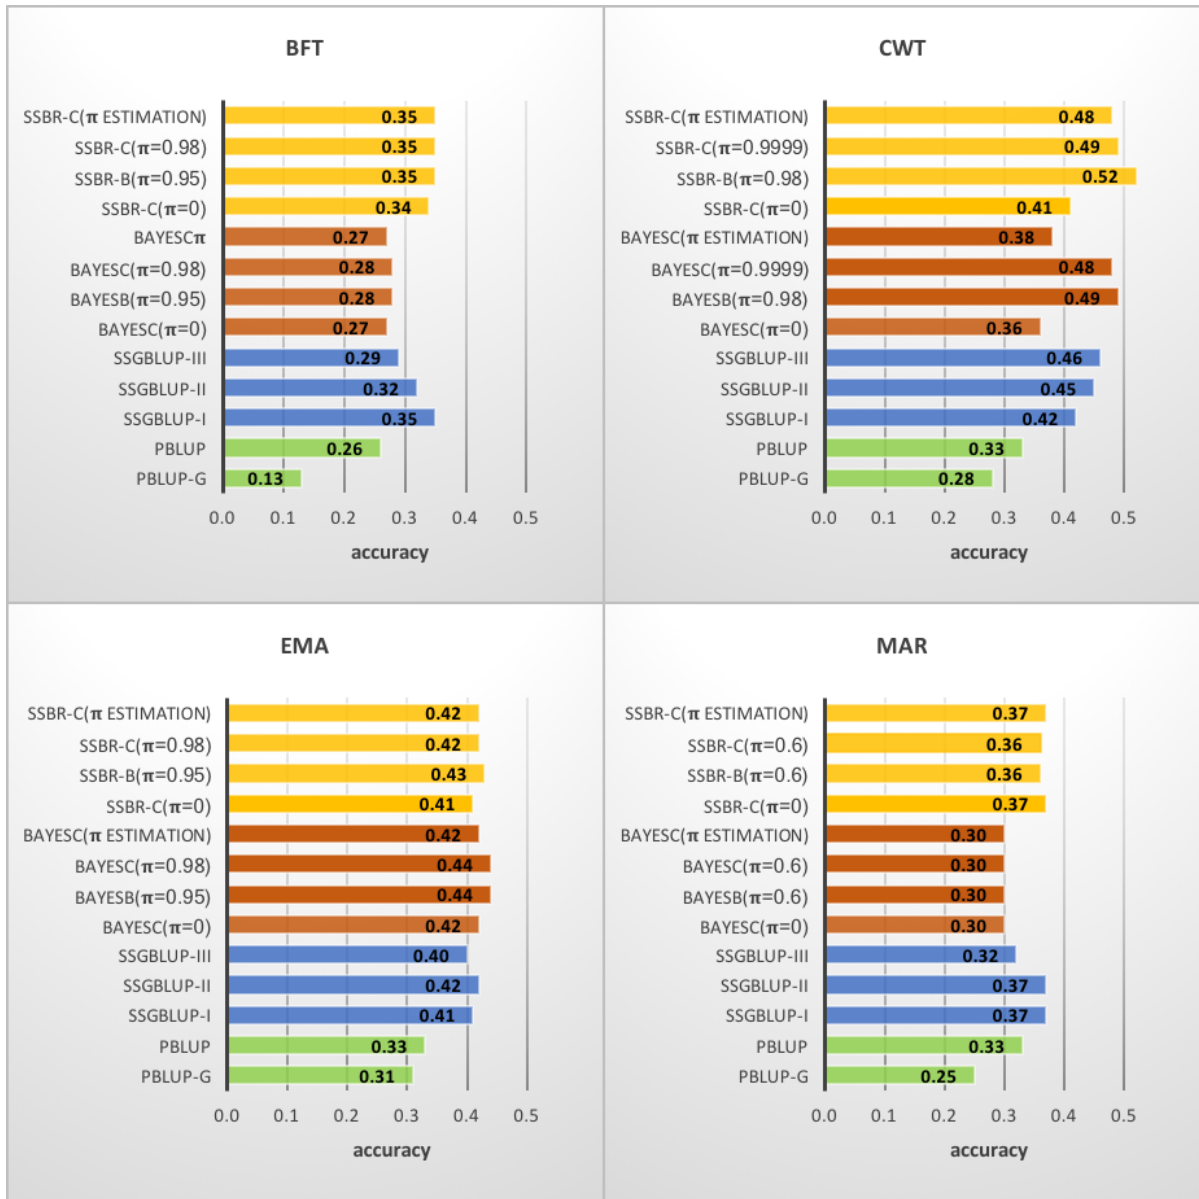 BFT
SSBR-C(π ESTIMATION) 0.35
SSBR-C(π=0.98) 0.35
SSBR-B(π=0.95) 0.35
SSBR-C(π=0) 0.34
BAYESCπ 0.27
BAYESC(π=0.98) 0.28
BAYESB(π=0.95) 0.28
BAYESC(π=0) 0.27
SSGBLUP-III 0.29
SSGBLUP-II 0.32
SSGBLUP-I 0.35
PBLUP 0.26
PBLUP-G 0.13
0.0 0.1 0.2 0.3 0.4 0.5
accuracy
CWT
SSBR-C(π ESTIMATION) 0.48
SSBR-C(π=0.9999) 0.49
SSBR-B(π=0.98) 0.52
SSBR-C(π=0) 0.41
BAYESC(π ESTIMATION) 0.38
BAYESC(π=0.9999) 0.48
BAYESB(π=0.98) 0.49
BAYESC(π=0) 0.36
SSGBLUP-III 0.46
SSGBLUP-II 0.45
SSGBLUP-I 0.42
PBLUP 0.33
PBLUP-G 0.28
0.0 0.1 0.2 0.3 0.4 0.5
accuracy
EMA
SSBR-C(π ESTIMATION) 0.42
SSBR-C(π=0.98) 0.42
SSBR-B(π=0.95) 0.43
SSBR-C(π=0) 0.41
BAYESC(π ESTIMATION) 0.42
BAYESC(π=0.98) 0.44
BAYESB(π=0.95) 0.44
BAYESC(π=0) 0.42
SSGBLUP-III 0.40
SSGBLUP-II 0.42
SSGBLUP-I 0.41
PBLUP 0.33
PBLUP-G 0.31
0.0 0.1 0.2 0.3 0.4 0.5
accuracy
MAR
SSBR-C(π ESTIMATION) 0.37
SSBR-C(π=0.6) 0.36
SSBR-B(π=0.6) 0.36
SSBR-C(π=0) 0.37
BAYESC(π ESTIMATION) 0.30
BAYESC(π=0.6) 0.30
BAYESB(π=0.6) 0.30
BAYESC(π=0) 0.30
SSGBLUP-III 0.32
SSGBLUP-II 0.37
SSGBLUP-I 0.37
PBLUP 0.33
PBLUP-G 0.25
0.0 0.1 0.2 0.3 0.4 0.5
accuracy